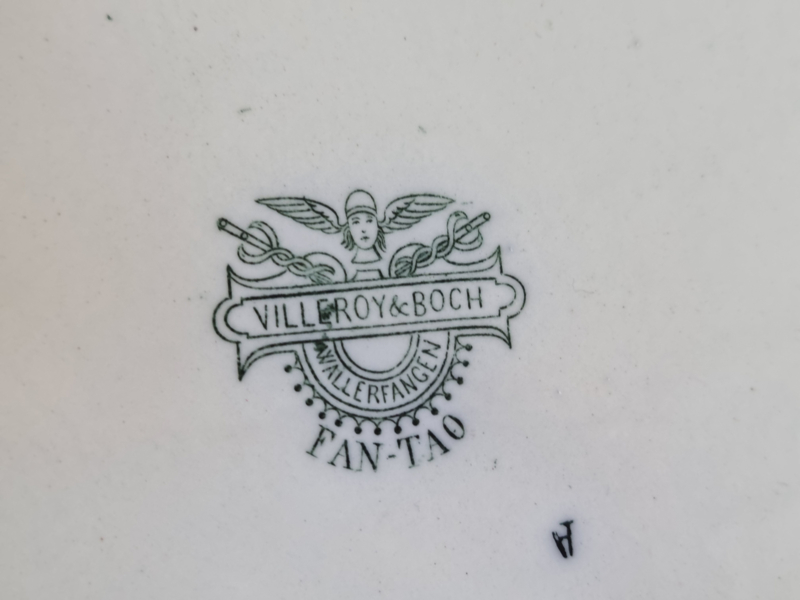 VILLEROY & BOCH
WALLERFANGEN
FAN-TAO
H